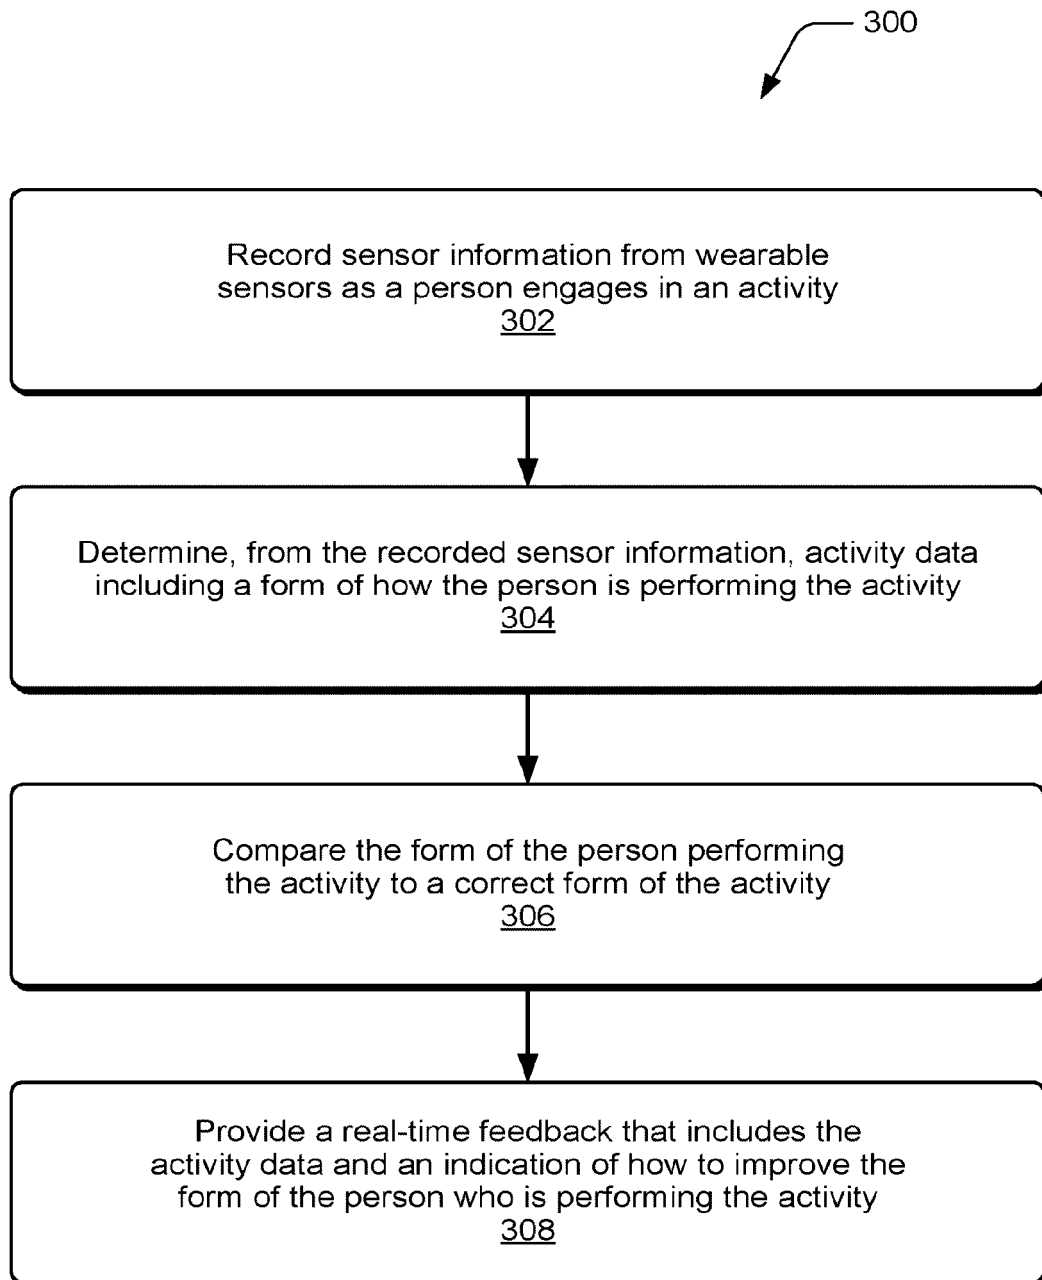 300
Record sensor information from wearable
sensors as a person engages in an activity
302
Determine, from the recorded sensor information, activity data
including a form of how the person is performing the activity
304
Compare the form of the person performing
the activity to a correct form of the activity
306
Provide a real-time feedback that includes the
activity data and an indication of how to improve the
form of the person who is performing the activity
308